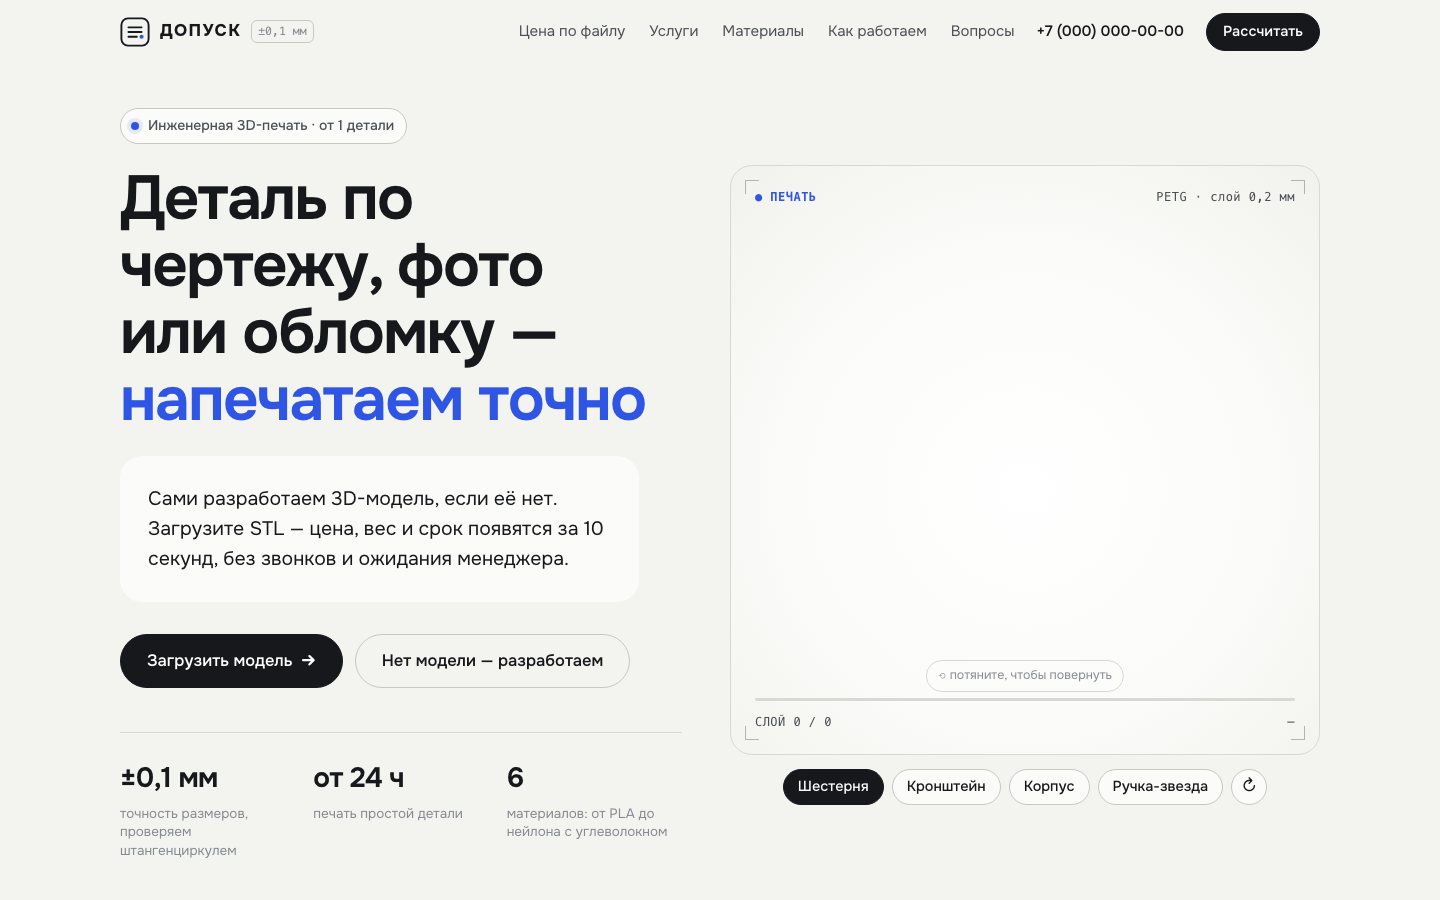 ДОПУСК ±0,1 мм Цена по файлу Услуги Материалы Как работаем Вопросы +7 (000) 000-00-00 Рассчитать
Инженерная 3D-печать · от 1 детали
Деталь по
чертежу, фото
или обломку —
напечатаем точно
Сами разработаем 3D-модель, если её нет.
Загрузите STL — цена, вес и срок появятся за 10
секунд, без звонков и ожидания менеджера.
Загрузить модель → Нет модели — разработаем
±0,1 мм
точность размеров,
проверяем
штангенциркулем
от 24 ч
печать простой детали
6
материалов: от PLA до
нейлона с углеволокном
ПЕЧАТЬ PETG · слой 0,2 мм
⟲ потяните, чтобы повернуть
СЛОЙ 0 / 0 —
Шестерня Кронштейн Корпус Ручка-звезда ↻